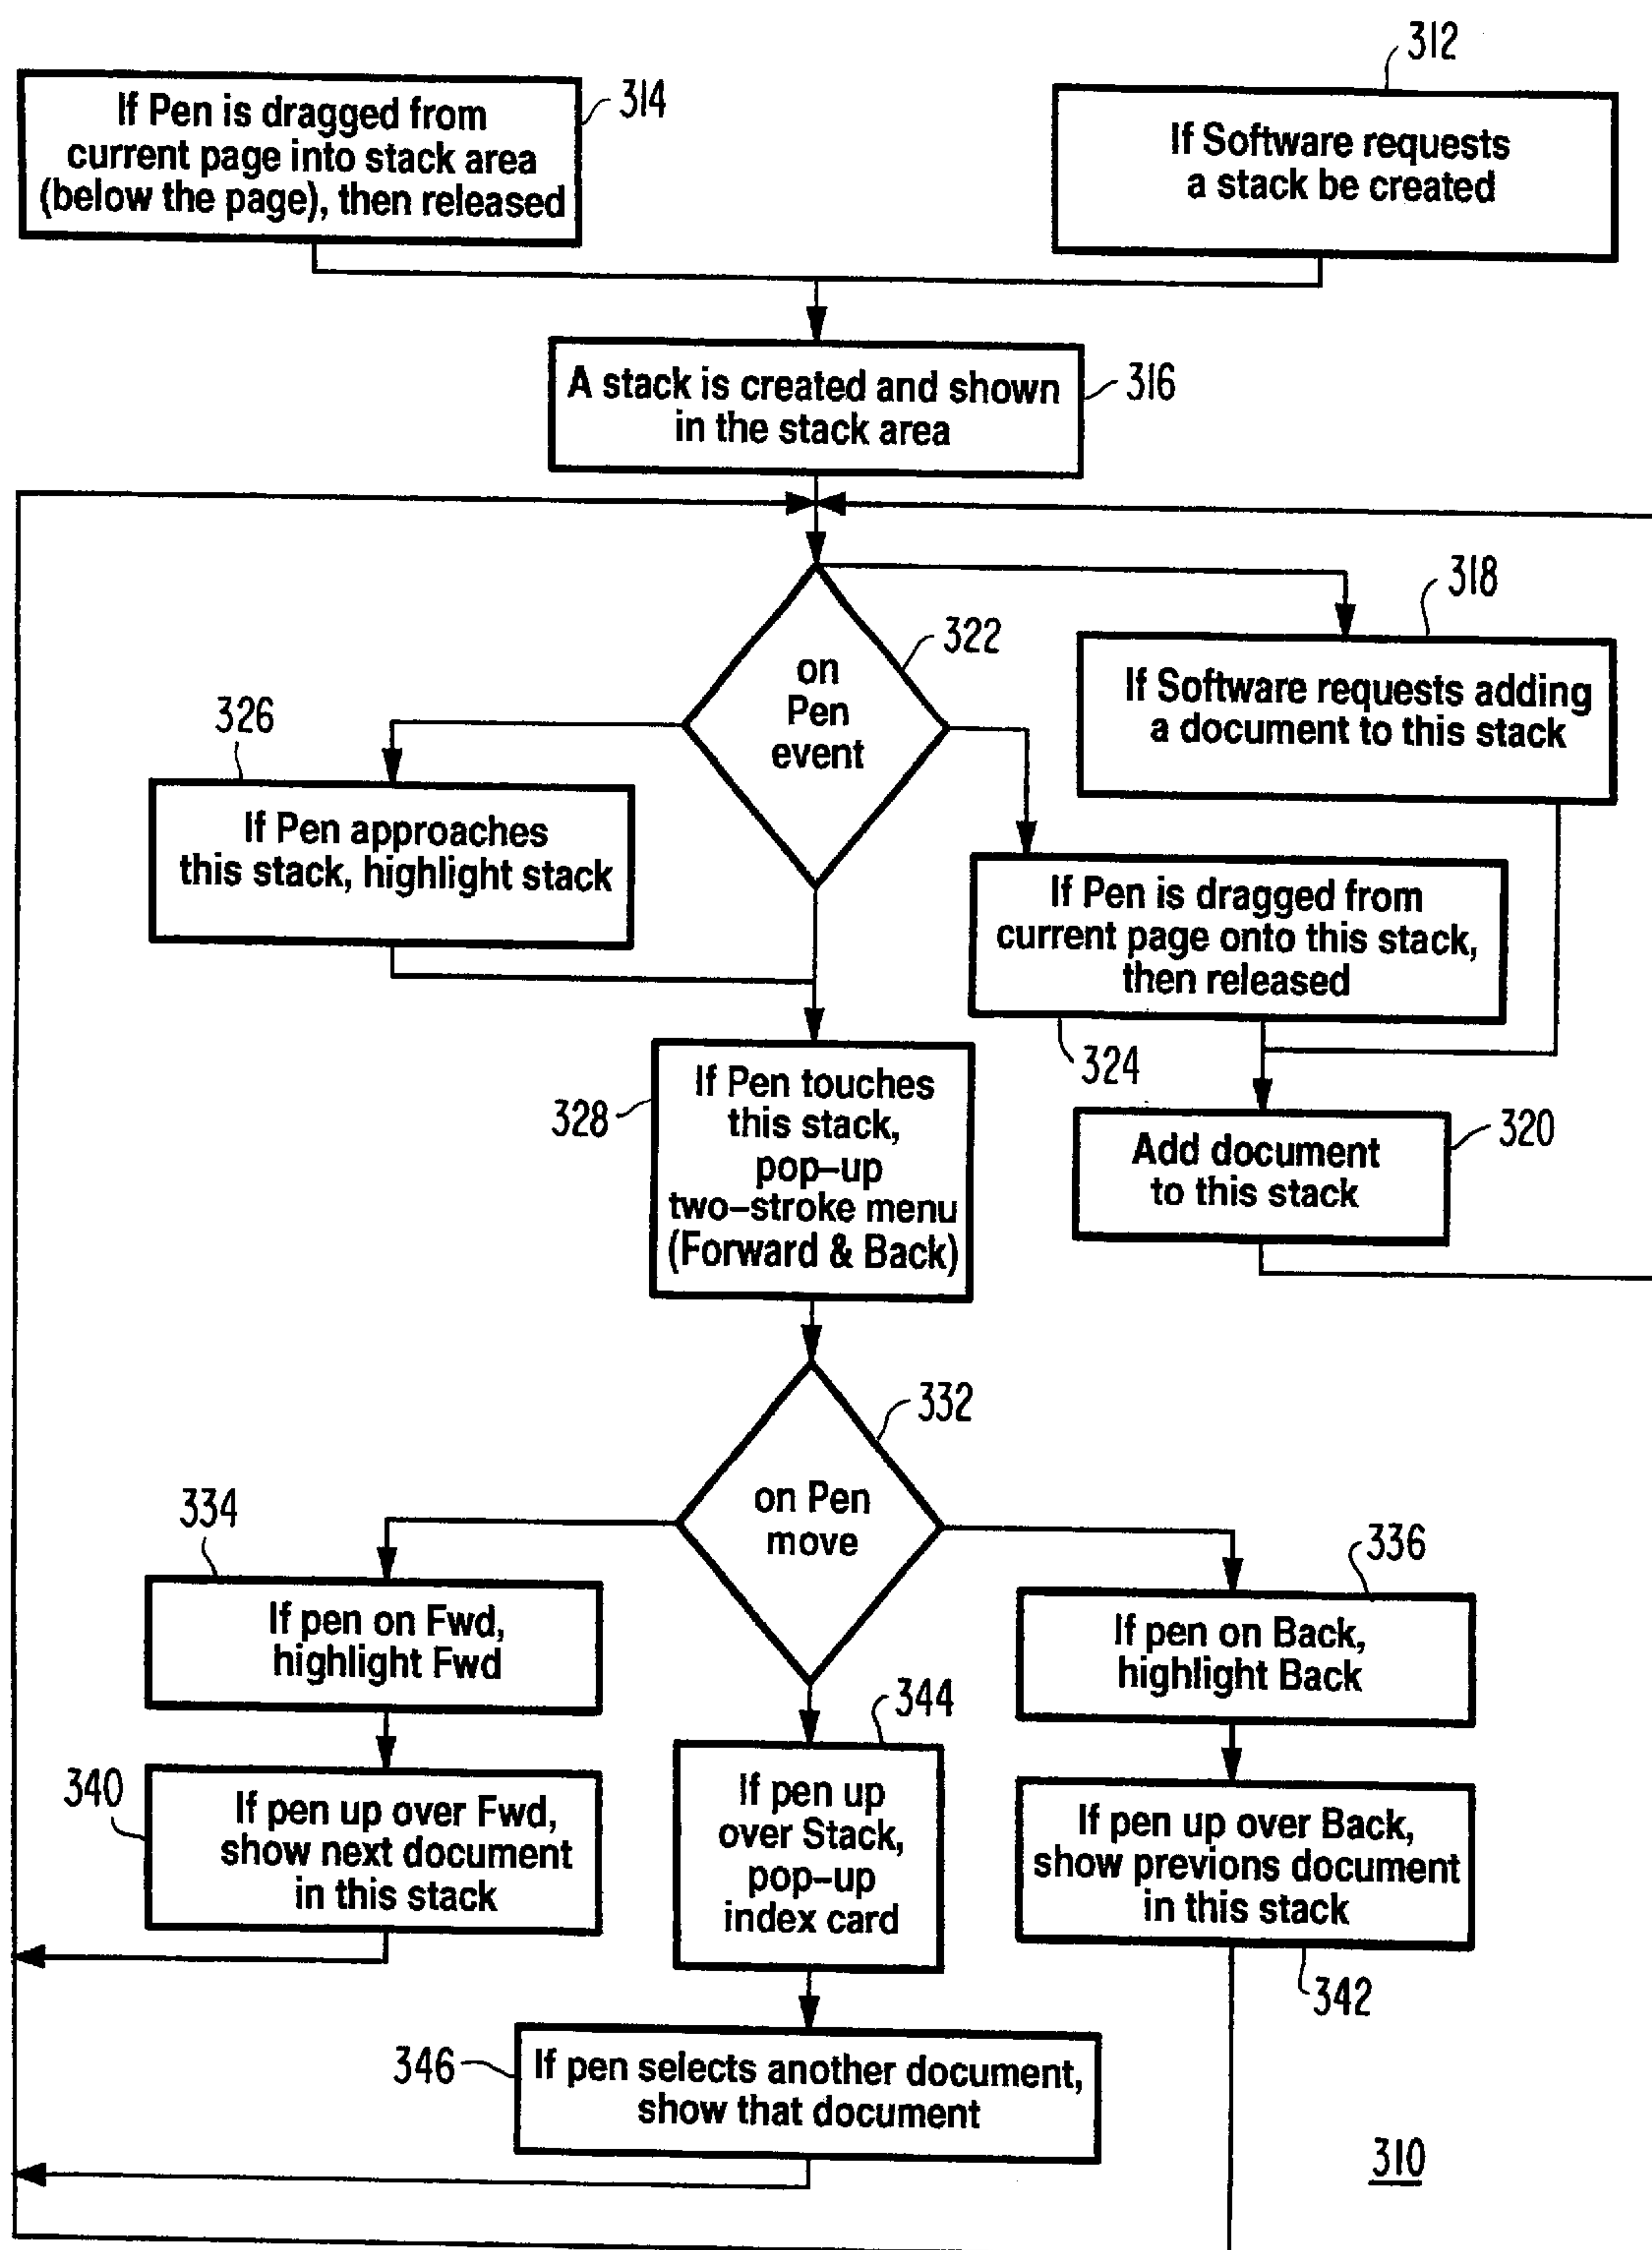 312
314
If Pen is dragged from
current page into stack area
(below the page), then released
If Software requests
a stack be created
A stack is created and shown
in the stack area
316
318
322
on
Pen
event
If Software requests adding
a document to this stack
326
If Pen approaches
this stack, highlight stack
If Pen is dragged from
current page onto this stack,
then released
324
328
If Pen touches
this stack,
pop-up
two-stroke menu
(Forward & Back)
320
Add document
to this stack
332
on Pen
move
334
If pen on Fwd,
highlight Fwd
336
If pen on Back,
highlight Back
344
340
If pen up over Fwd,
show next document
in this stack
If pen up
over Stack,
pop-up
index card
If pen up over Back,
show previons document
in this stack
342
346
If pen selects another document,
show that document
310